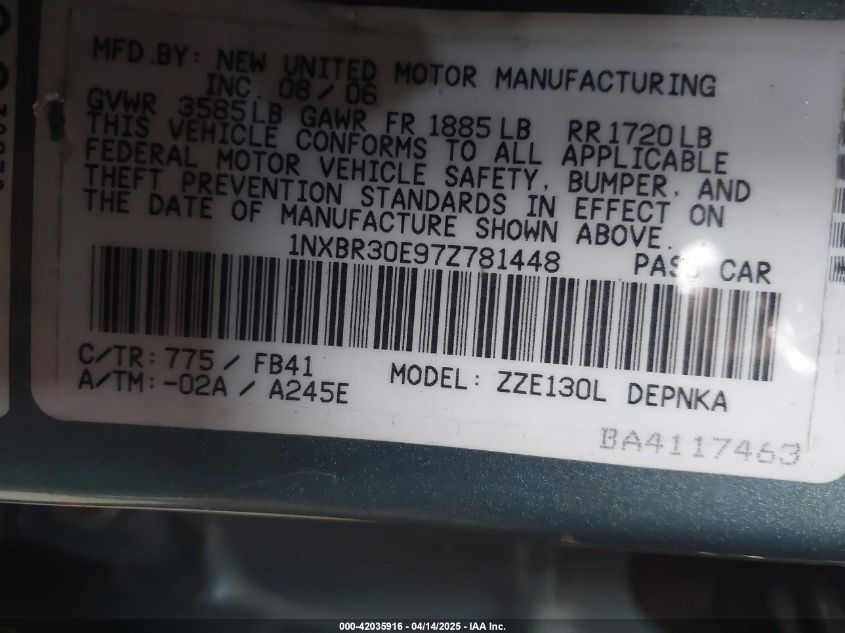 MFD.BY: NEW UNITED MOTOR MANUFACTURING
INC 08/06
GVWR 3585LB GAWR FR 1885LB RR1720LB
THIS VEHICLE CONFORMS TO ALL APPLICABLE
FEDERAL MOTOR VEHICLE SAFETY, BUMPER, AND
THEFT PREVENTION STANDARDS IN EFFECT ON
THE DATE OF MANUFACTURE SHOWN ABOVE.
1NXBR30E97Z781448 PASS CAR
C/TR: 775/ FB41
A/TM:-02A / A245E
MODEL: ZZE130L DEPNKA
BA4117463
000-42035916 - 04/14/2025 - IAA Inc.